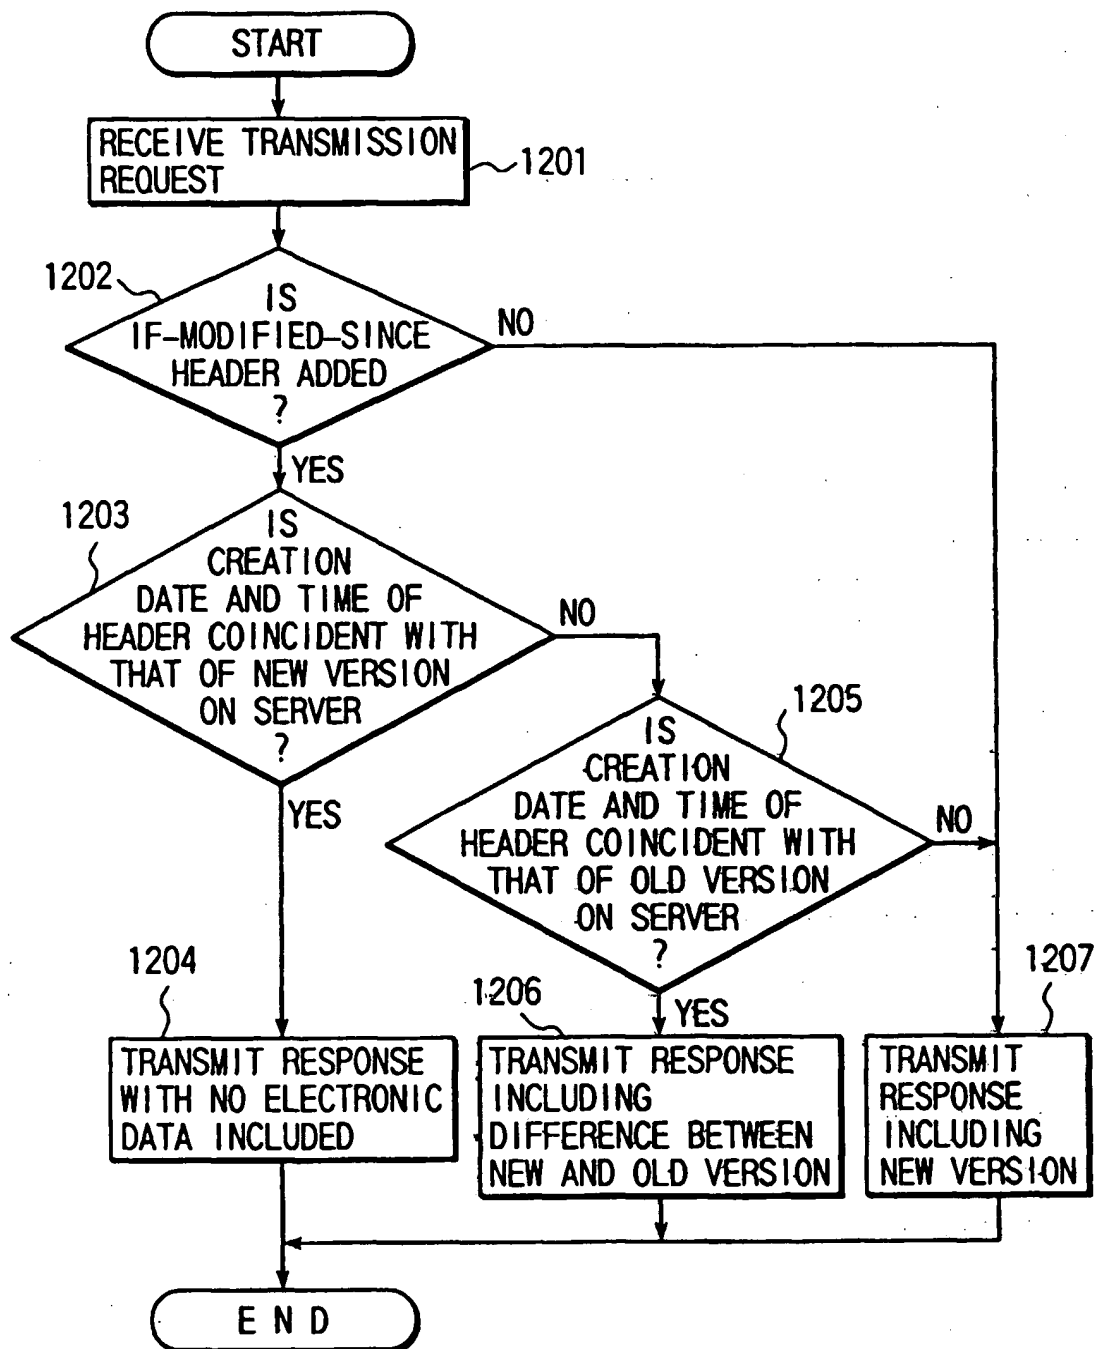 START
RECEIVE TRANSMISSION
REQUEST
1201
1202
IS
IF-MODIFIED-SINCE
HEADER ADDED
?
NO
YES
1203
IS
CREATION
DATE AND TIME OF
HEADER COINCIDENT WITH
THAT OF NEW VERSION
ON SERVER
?
NO
YES
1205
IS
CREATION
DATE AND TIME OF
HEADER COINCIDENT WITH
THAT OF OLD VERSION
ON SERVER
?
NO
YES
1204
TRANSMIT RESPONSE
WITH NO ELECTRONIC
DATA INCLUDED
1206
TRANSMIT RESPONSE
INCLUDING
DIFFERENCE BETWEEN
NEW AND OLD VERSION
1207
TRANSMIT
RESPONSE
INCLUDING
NEW VERSION
END